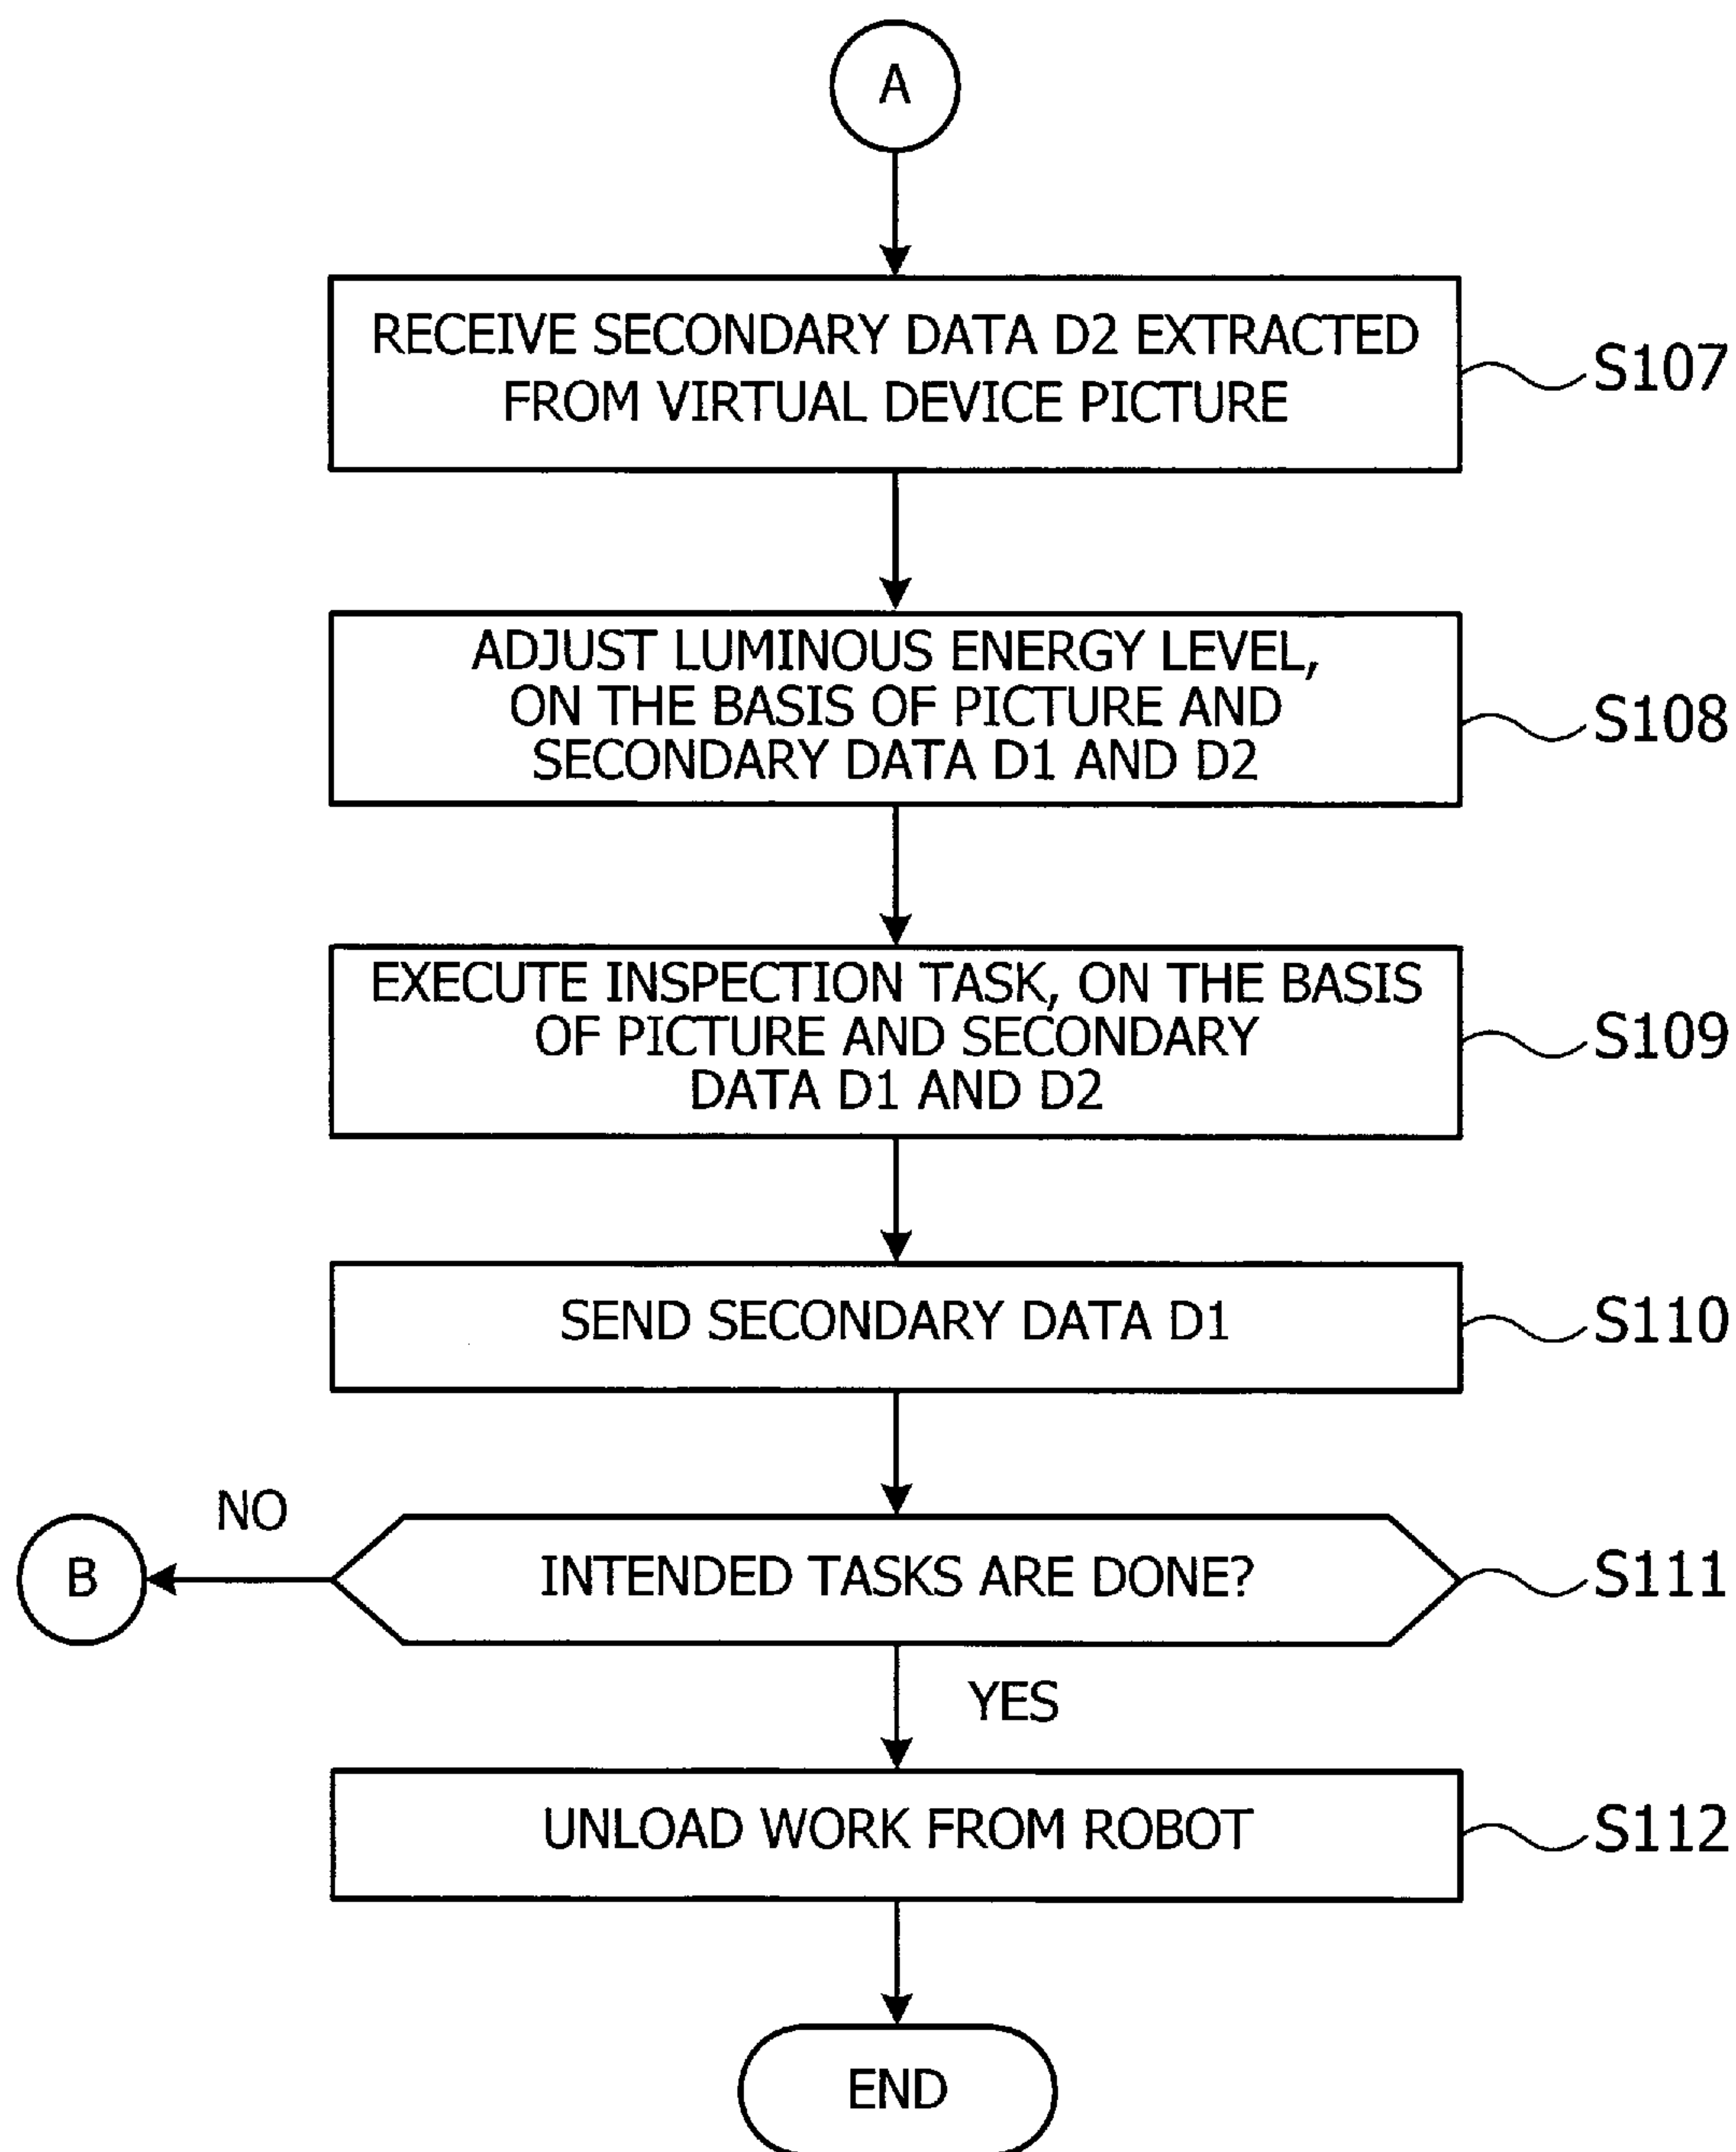 A
RECEIVE SECONDARY DATA D2 EXTRACTED
FROM VIRTUAL DEVICE PICTURE
S107
ADJUST LUMINOUS ENERGY LEVEL,
ON THE BASIS OF PICTURE AND
SECONDARY DATA D1 AND D2
S108
EXECUTE INSPECTION TASK, ON THE BASIS
OF PICTURE AND SECONDARY
DATA D1 AND D2
S109
SEND SECONDARY DATA D1
S110
NO
B
INTENDED TASKS ARE DONE?
S111
YES
UNLOAD WORK FROM ROBOT
S112
END